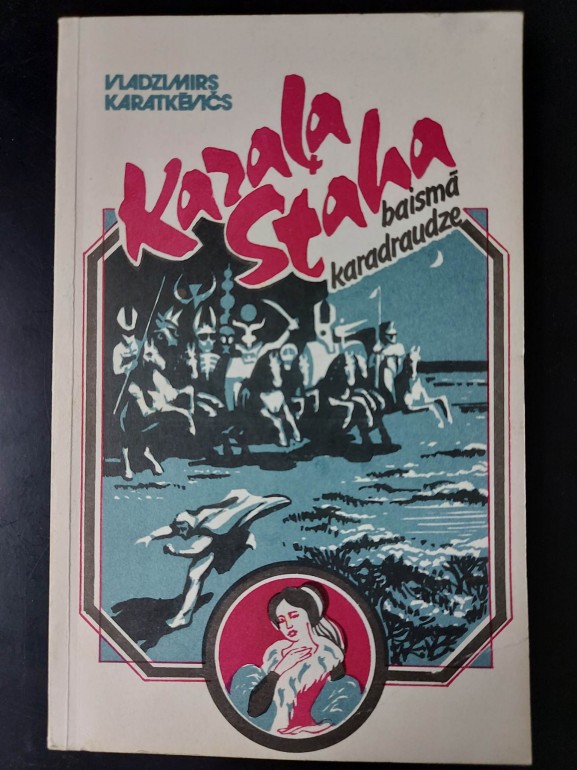 VLADZIMIRS
KARATKĒVIČS
Karaļa
Staha
baismā
karadraudze